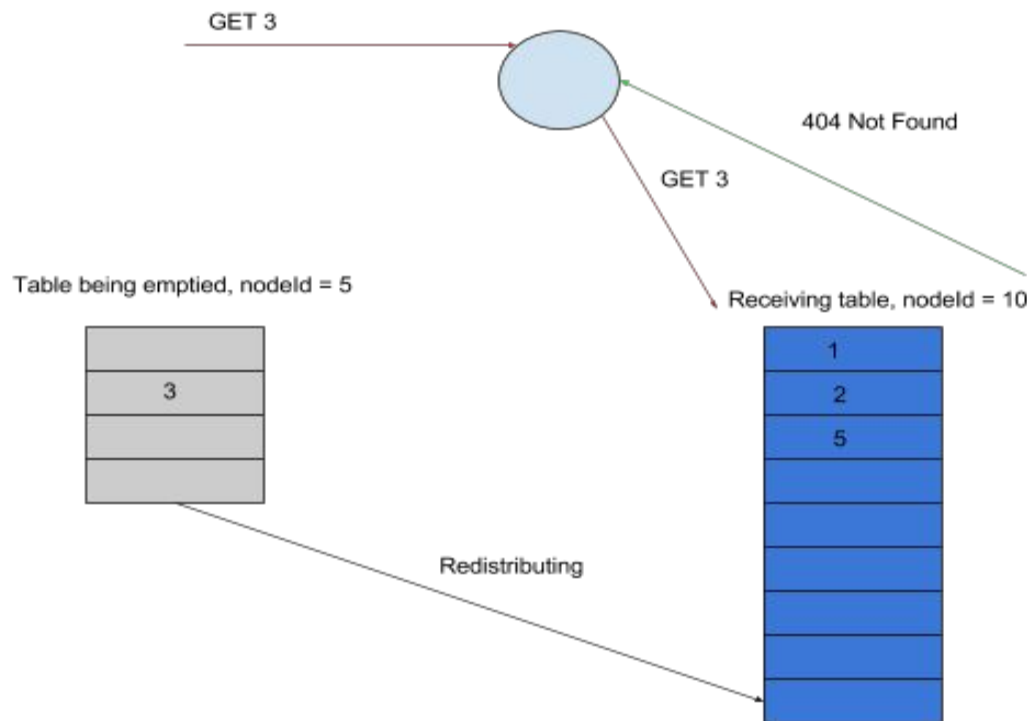 GET 3
404 Not Found
GET 3
Table being emptied, nodeId = 5
Receiving table, nodeId = 10
1
3
2
5
Redistributing